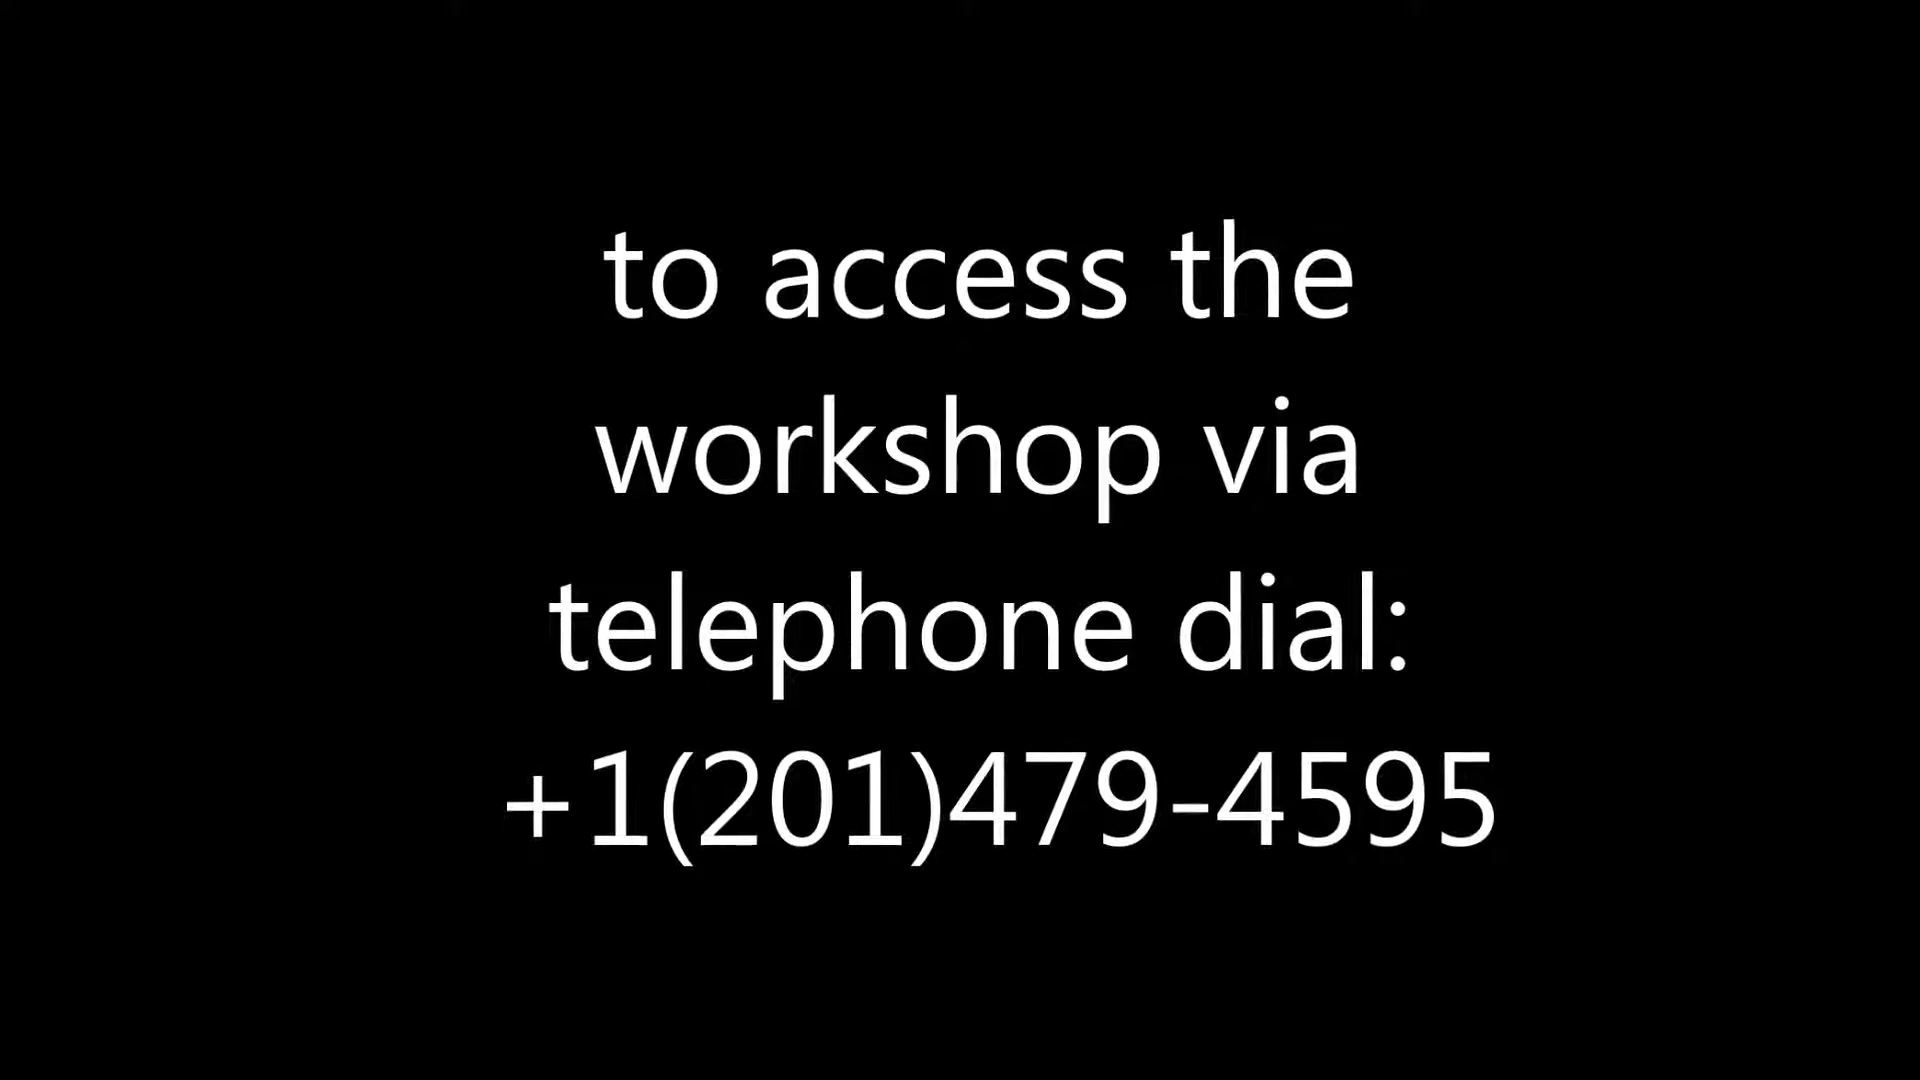 to access the
workshop via
telephone dial:
+1(201)479-4595